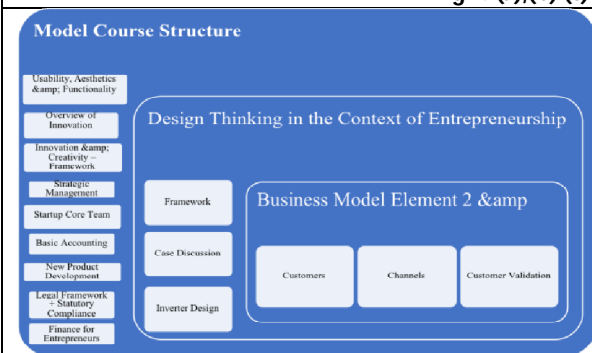 Model Course Structure
Usability, Aesthetics
&amp; Functionality
Overview of
Innovation
Innovation &amp;
Creativity –
Framework
Strategic
Management
Startup Core Team
Basic Accounting
New Product
Development
Legal Framework
+ Statutory
Compliance
Finance for
Entrepreneurs
Design Thinking in the Context of Entrepreneurship
Framework
Case Discussion
Inverter Design
Business Model Element 2 &amp
Customers
Channels
Customer Validation